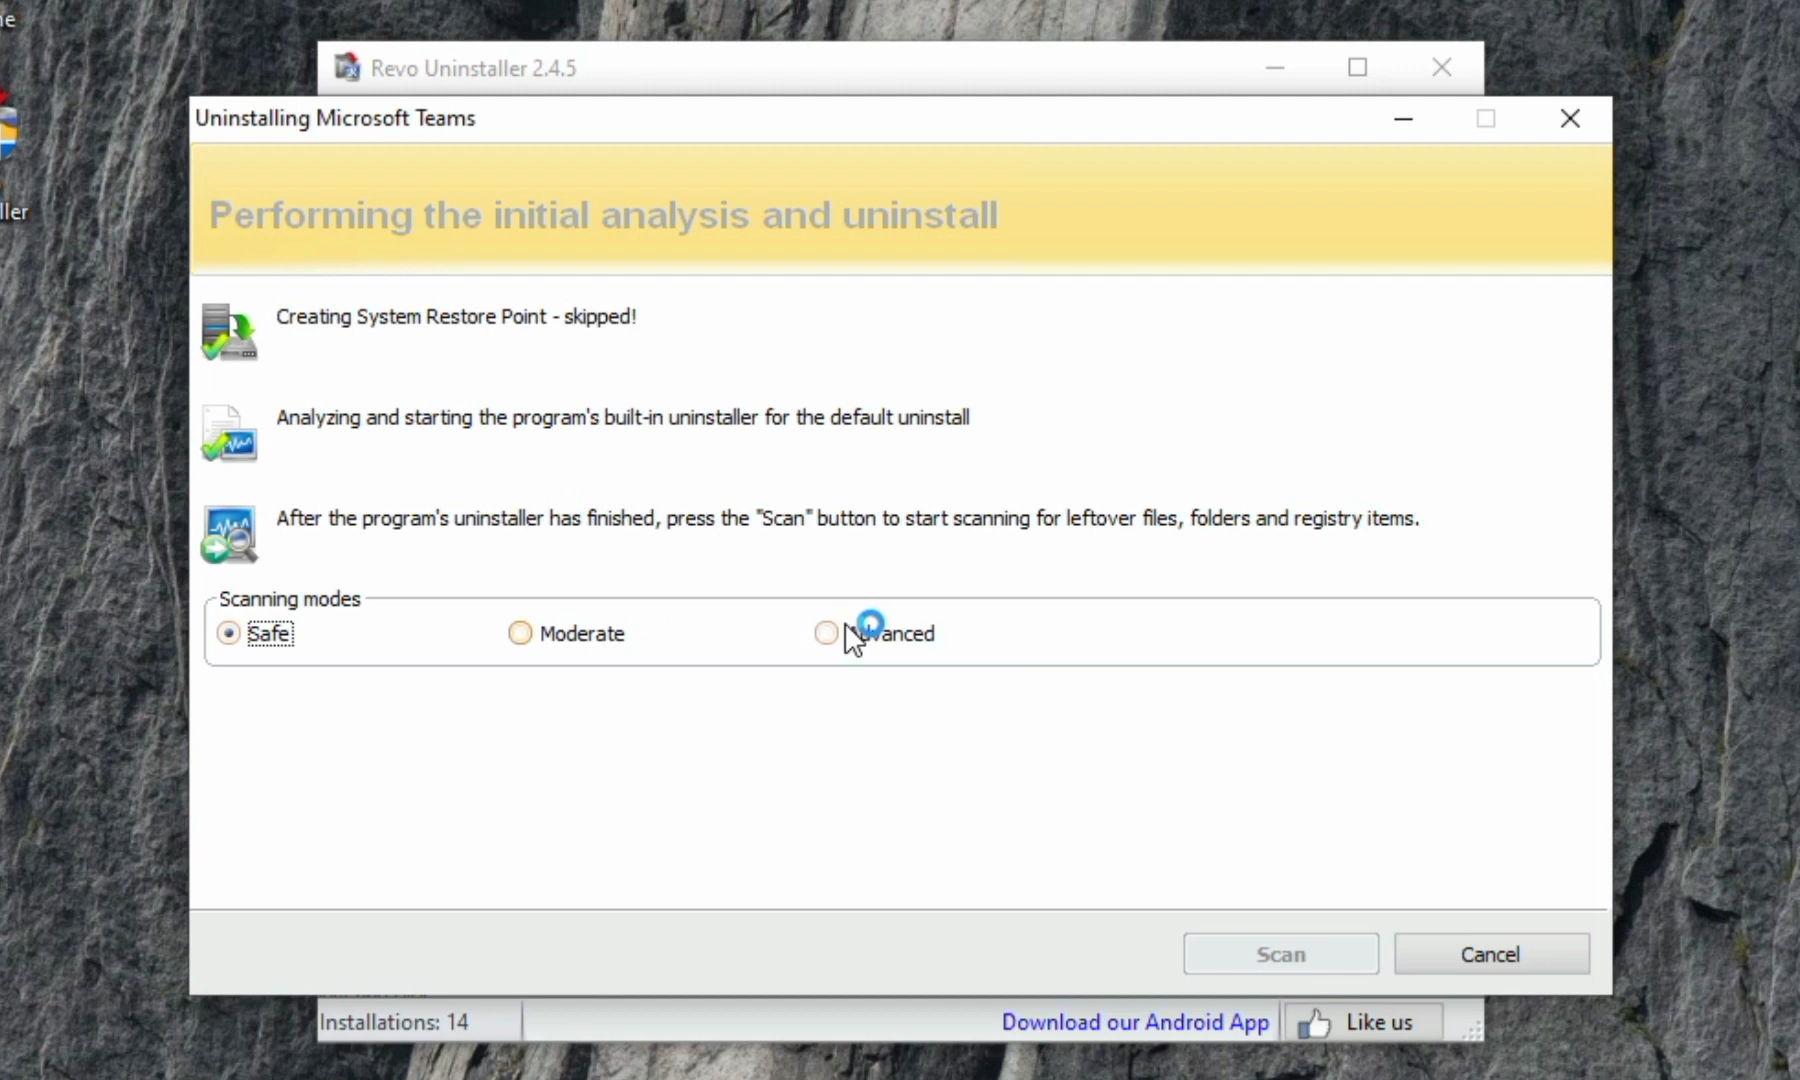 ne
Revo Uninstaller 2.4.5
Uninstalling Microsoft Teams
Performing the initial analysis and uninstall
ller
Creating System Restore Point - skipped!
Analyzing and starting the program's built-in uninstaller for the default uninstall
After the program's uninstaller has finished, press the "Scan" button to start scanning for leftover files, folders and registry items.
Scanning modes
Safe Moderate Advanced
Scan Cancel
Installations: 14 Download our Android App Like us